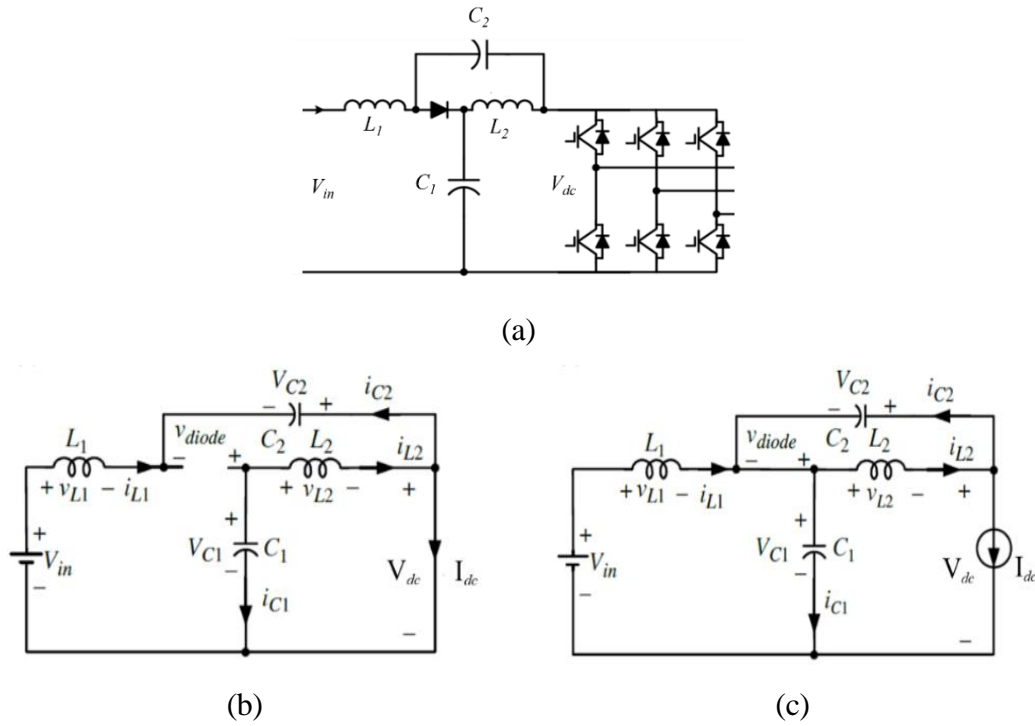 C2
L1 L2
Vin C1 Vdc
(a)
VC2 iC2
− +
L1 vdiode C2 L2 iL2
− + 
+ vL1 − iL1 + vL2 − +
+ +
Vin VC1 C1 Vdc Idc
− −
iC1 −
(b)
VC2 iC2
− +
L1 vdiode C2 L2 iL2
− +
+ vL1 − iL1 + vL2 − +
+ +
Vin VC1 C1 Vdc Idc
− −
iC1 −
(c)